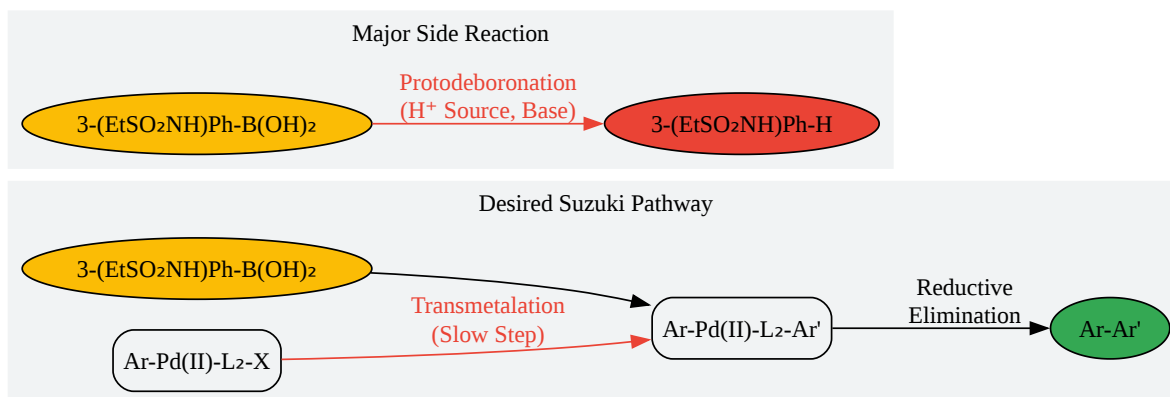 Major Side Reaction
3-(EtSO₂NH)Ph-B(OH)₂
Protodeboronation
(H⁺ Source, Base)
3-(EtSO₂NH)Ph-H
Desired Suzuki Pathway
3-(EtSO₂NH)Ph-B(OH)₂
Ar-Pd(II)-L₂-X
Transmetalation
(Slow Step)
Ar-Pd(II)-L₂-Ar'
Reductive
Elimination
Ar-Ar'